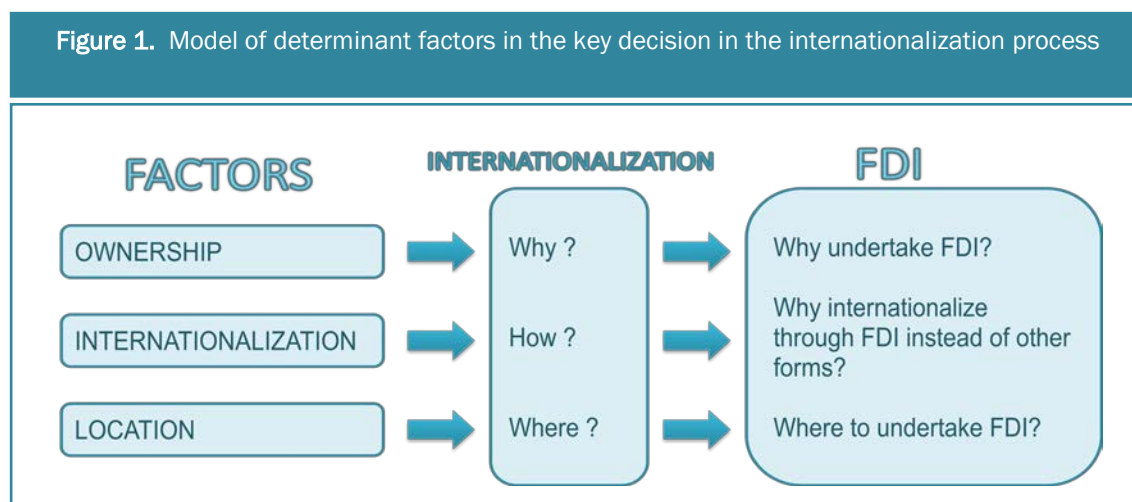 Figure 1. Model of determinant factors in the key decision in the internationalization process
FACTORS
INTERNATIONALIZATION
FDI
OWNERSHIP
Why ?
Why undertake FDI?
INTERNATIONALIZATION
How ?
Why internationalize
through FDI instead of other
forms?
LOCATION
Where ?
Where to undertake FDI?